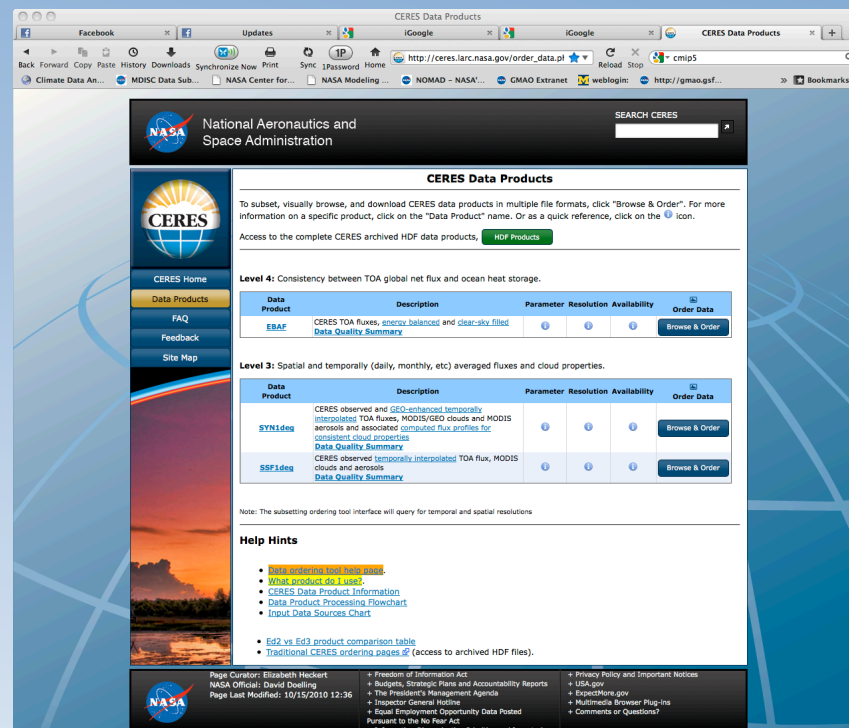 CERES Data Products
Facebook × Updates × iGoogle × iGoogle × CERES Data Products × +
Back Forward Copy Paste History Downloads Synchronize Now Print Sync 1Password Home http://ceres.larc.nasa.gov/order_data.pl Reload Stop cmip5
Climate Data An... MDISC Data Sub... NASA Center for... NASA Modeling ... NOMAD – NASA'... GMAO Extranet weblogin: http://gmao.gsf... » Bookmarks
NASA
National Aeronautics and
Space Administration
SEARCH CERES
CERES
CERES Home
Data Products
FAQ
Feedback
Site Map
CERES Data Products
To subset, visually browse, and download CERES data products in multiple file formats, click "Browse & Order". For more
information on a specific product, click on the "Data Product" name. Or as a quick reference, click on the i icon.
Access to the complete CERES archived HDF data products, HDF Products
Level 4: Consistency between TOA global net flux and ocean heat storage.
Data Product Description Parameter Resolution Availability Order Data
EBAF CERES TOA fluxes, energy balanced and clear-sky filled
Data Quality Summary
Browse & Order
Level 3: Spatial and temporally (daily, monthly, etc) averaged fluxes and cloud properties.
Data Product Description Parameter Resolution Availability Order Data
SYN1deg
CERES observed and GEO-enhanced temporally
interpolated TOA fluxes, MODIS/GEO clouds and MODIS
aerosols and associated computed flux profiles for
consistent cloud properties
Data Quality Summary
Browse & Order
SSF1deg
CERES observed temporally interpolated TOA flux, MODIS
clouds and aerosols
Data Quality Summary
Browse & Order
Note: The subsetting ordering tool interface will query for temporal and spatial resolutions
Help Hints
• Data ordering tool help page.
• What product do I use?.
• CERES Data Product Information
• Data Product Processing Flowchart
• Input Data Sources Chart
• Ed2 vs Ed3 product comparison table
• Traditional CERES ordering pages (access to archived HDF files).
NASA
Page Curator: Elizabeth Heckert
NASA Official: David Doelling
Page Last Modified: 10/15/2010 12:36
+ Freedom of Information Act
+ Budgets, Strategic Plans and Accountability Reports
+ The President's Management Agenda
+ Inspector General Hotline
+ Equal Employment Opportunity Data Posted
Pursuant to the No Fear Act
+ Privacy Policy and Important Notices
+ USA.gov
+ ExpectMore.gov
+ Multimedia Browser Plug-ins
+ Comments or Questions?